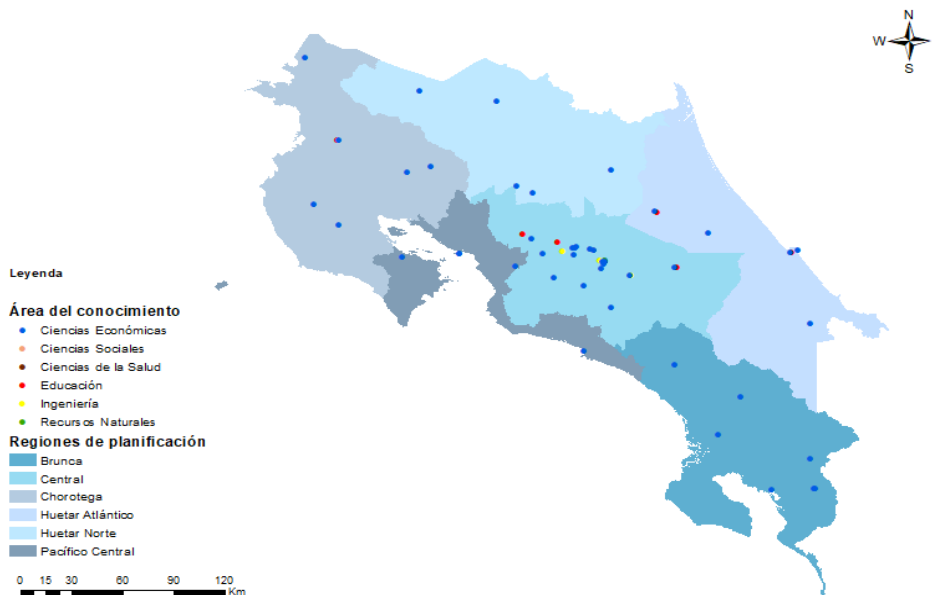 N
W E
S
Leyenda
Área del conocimiento
Ciencias Económicas
Ciencias Sociales
Ciencias de la Salud
Educación
Ingeniería
Recursos Naturales
Regiones de planificación
Brunca
Central
Chorotega
Huetar Atlántico
Huetar Norte
Pacífico Central
0 15 30 60 90 120
Km